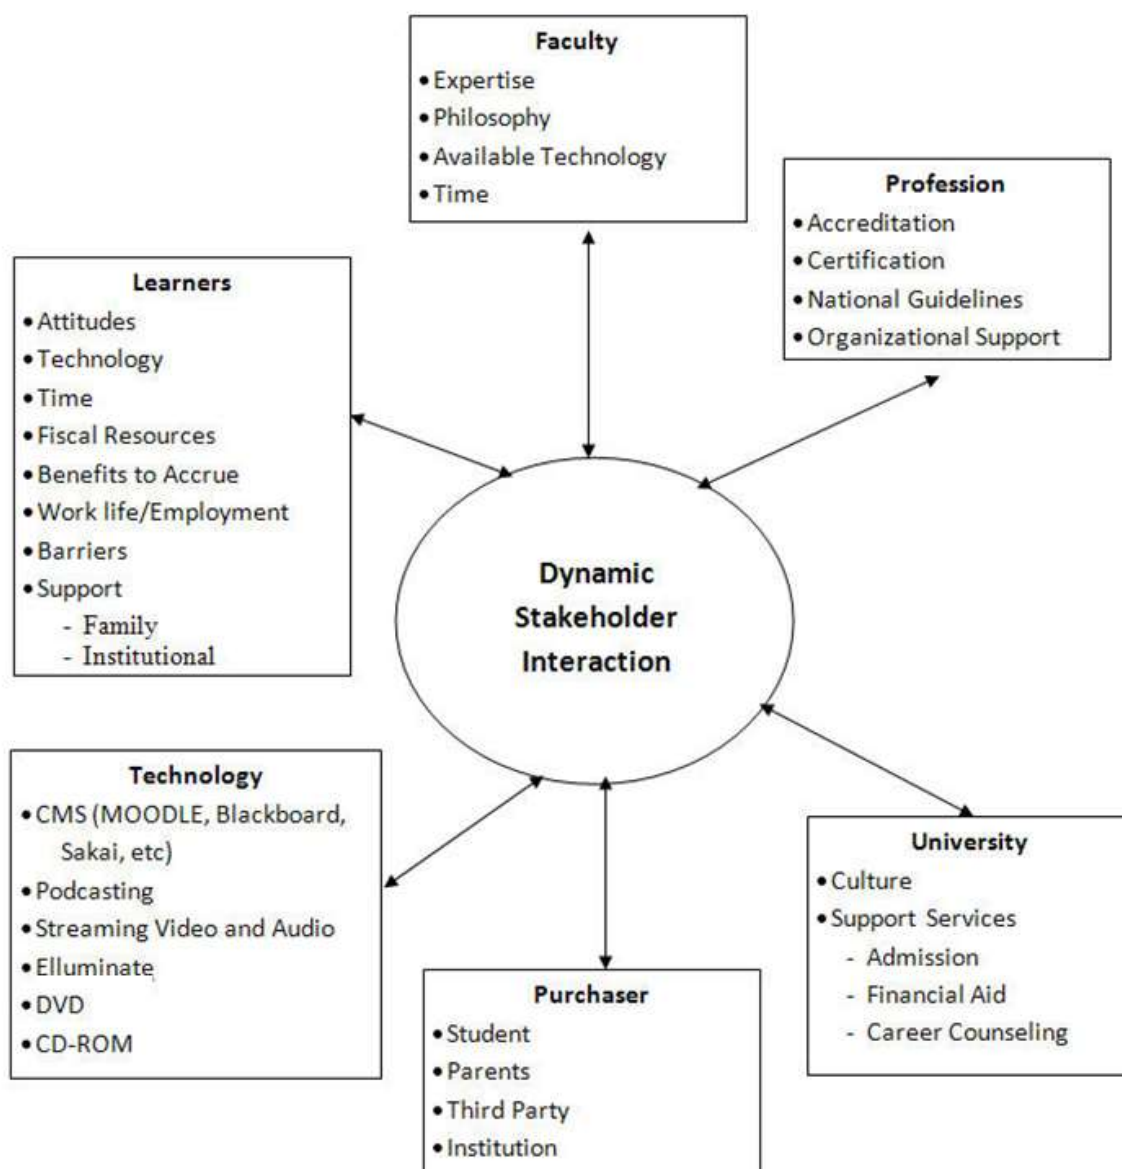 Faculty
• Expertise
• Philosophy
• Available Technology
• Time
Profession
• Accreditation
• Certification
• National Guidelines
• Organizational Support
Learners
• Attitudes
• Technology
• Time
• Fiscal Resources
• Benefits to Accrue
• Work life/Employment
• Barriers
• Support
- Family
- Institutional
Dynamic
Stakeholder
Interaction
Technology
• CMS (MOODLE, Blackboard,
Sakai, etc)
• Podcasting
• Streaming Video and Audio
• Elluminate
• DVD
• CD-ROM
Purchaser
• Student
• Parents
• Third Party
• Institution
University
• Culture
• Support Services
- Admission
- Financial Aid
- Career Counseling